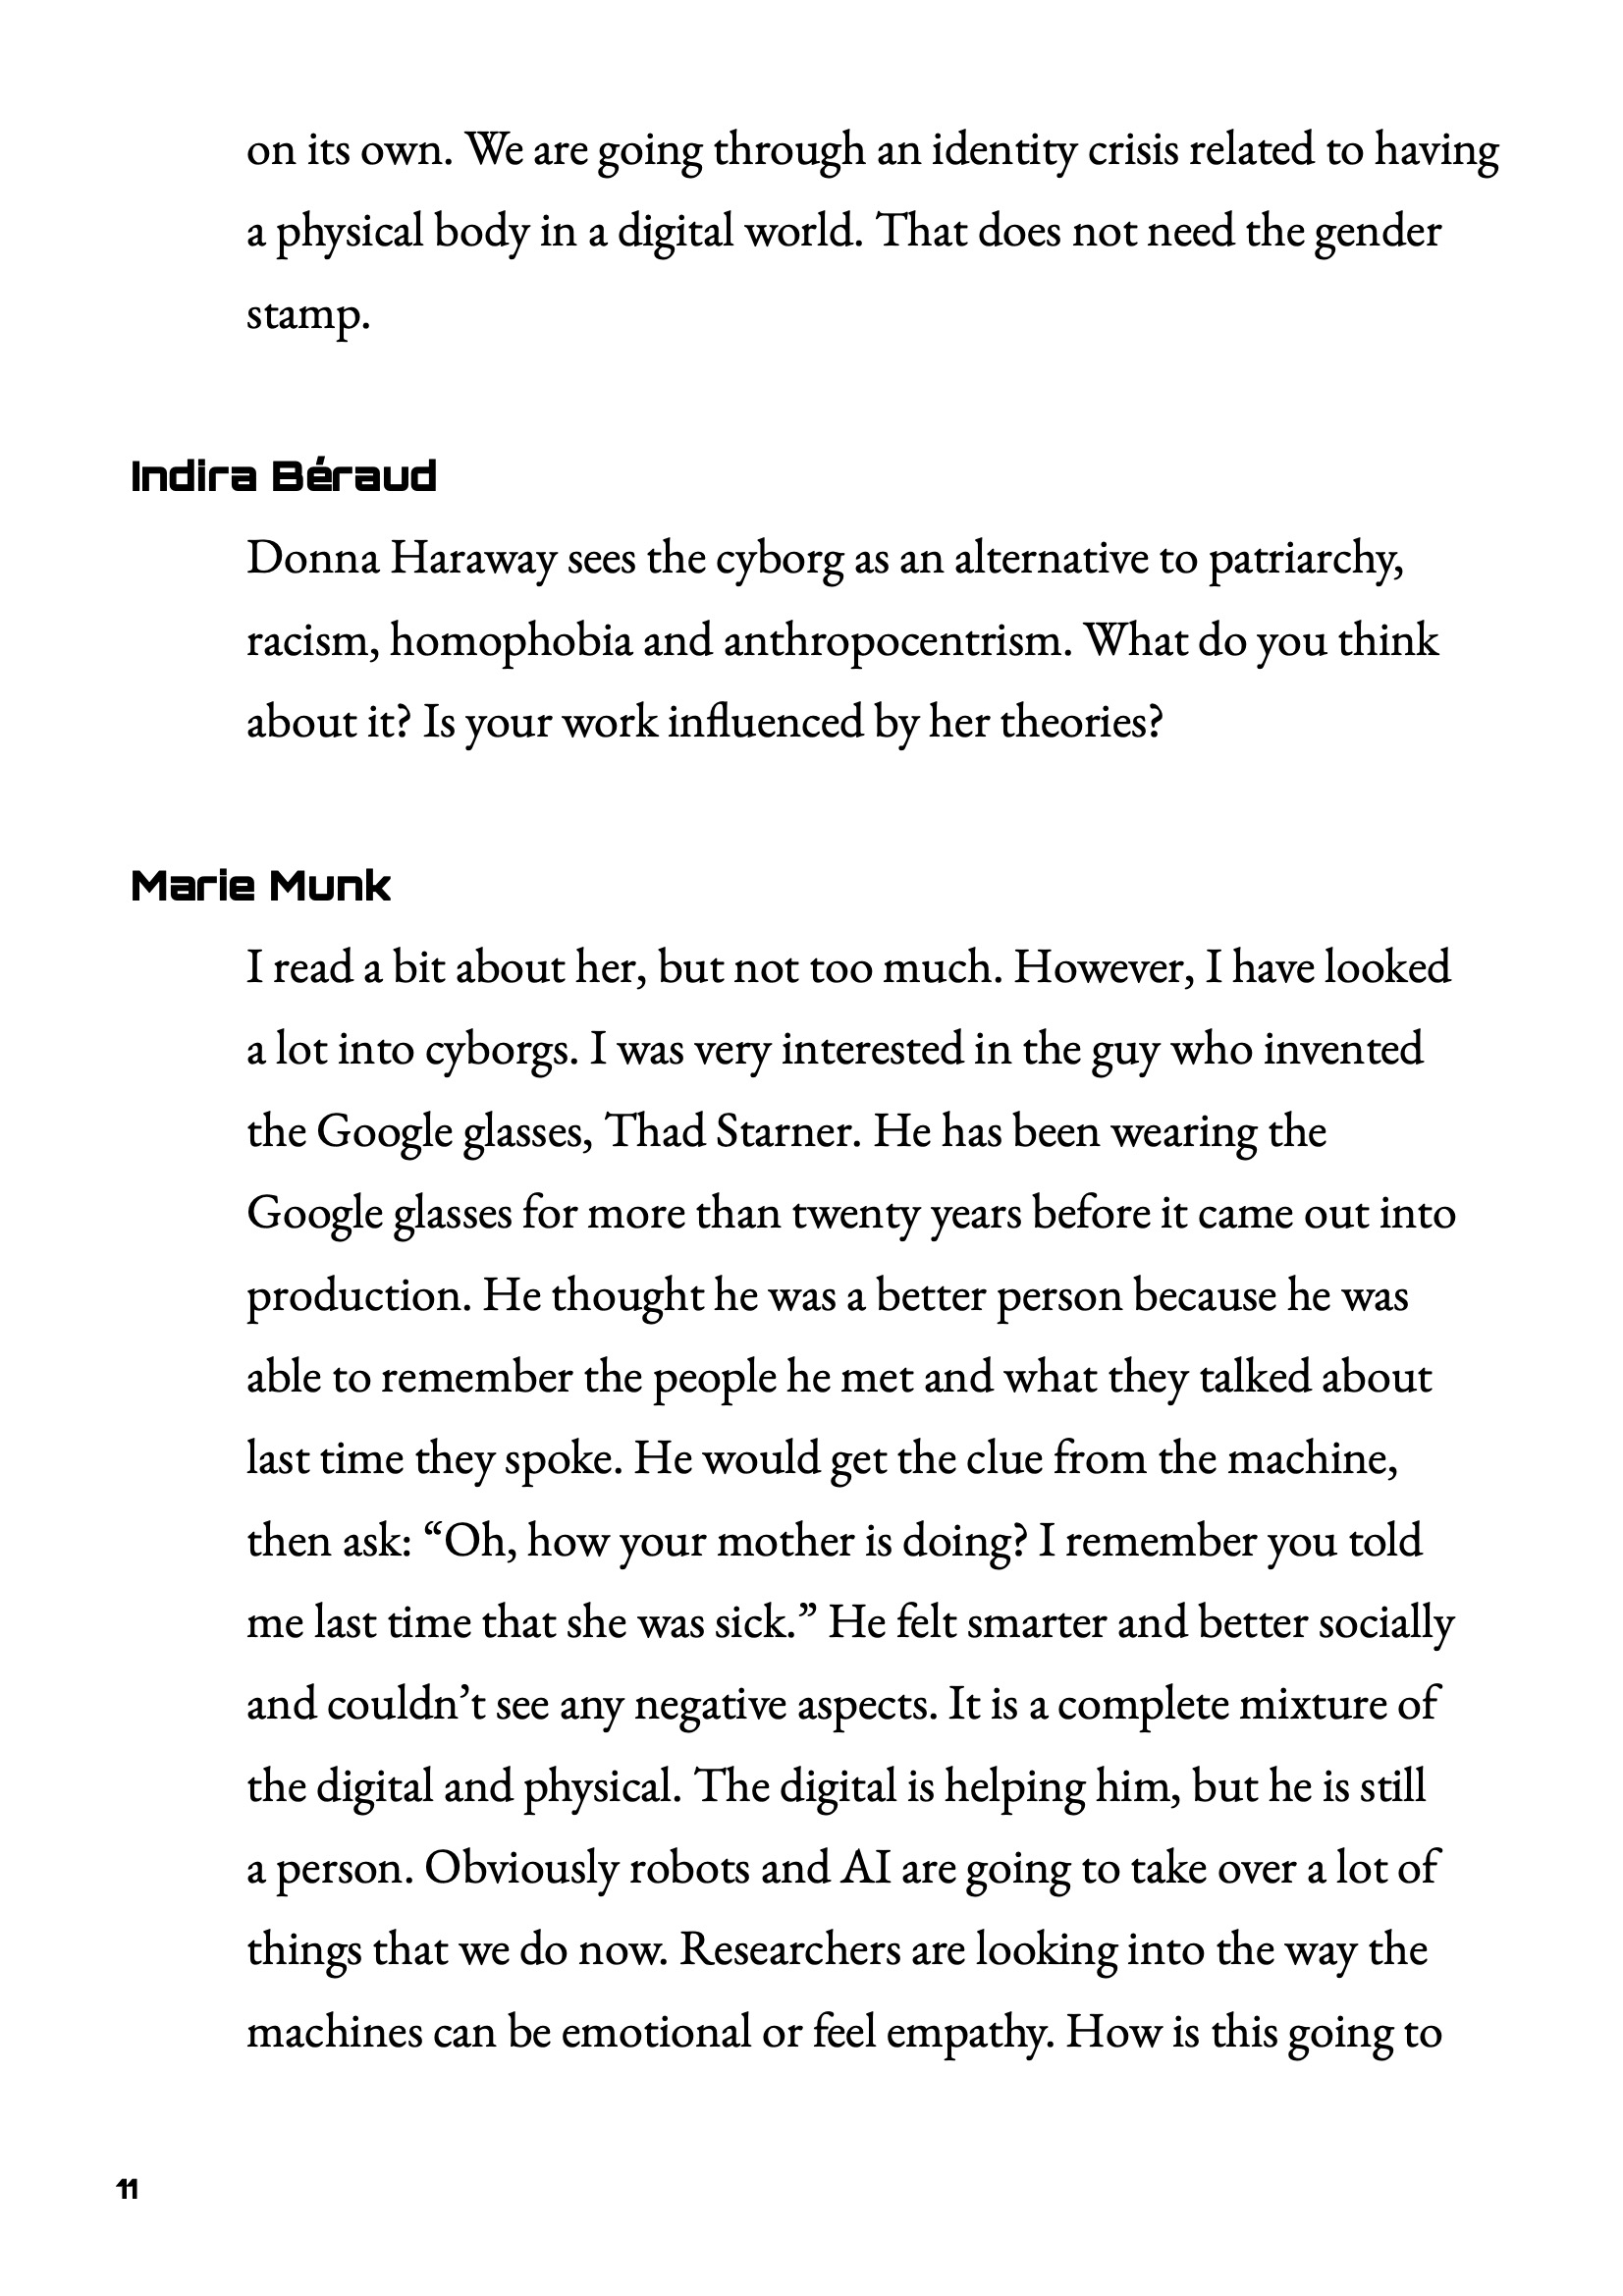 on its own. We are going through an identity crisis related to having
a physical body in a digital world. That does not need the gender
stamp.
Indira Béraud
Donna Haraway sees the cyborg as an alternative to patriarchy,
racism, homophobia and anthropocentrism. What do you think
about it? Is your work influenced by her theories?
Marie Munk
I read a bit about her, but not too much. However, I have looked
a lot into cyborgs. I was very interested in the guy who invented
the Google glasses, Thad Starner. He has been wearing the
Google glasses for more than twenty years before it came out into
production. He thought he was a better person because he was
able to remember the people he met and what they talked about
last time they spoke. He would get the clue from the machine,
then ask: “Oh, how your mother is doing? I remember you told
me last time that she was sick.” He felt smarter and better socially
and couldn’t see any negative aspects. It is a complete mixture of
the digital and physical. The digital is helping him, but he is still
a person. Obviously robots and AI are going to take over a lot of
things that we do now. Researchers are looking into the way the
machines can be emotional or feel empathy. How is this going to
11